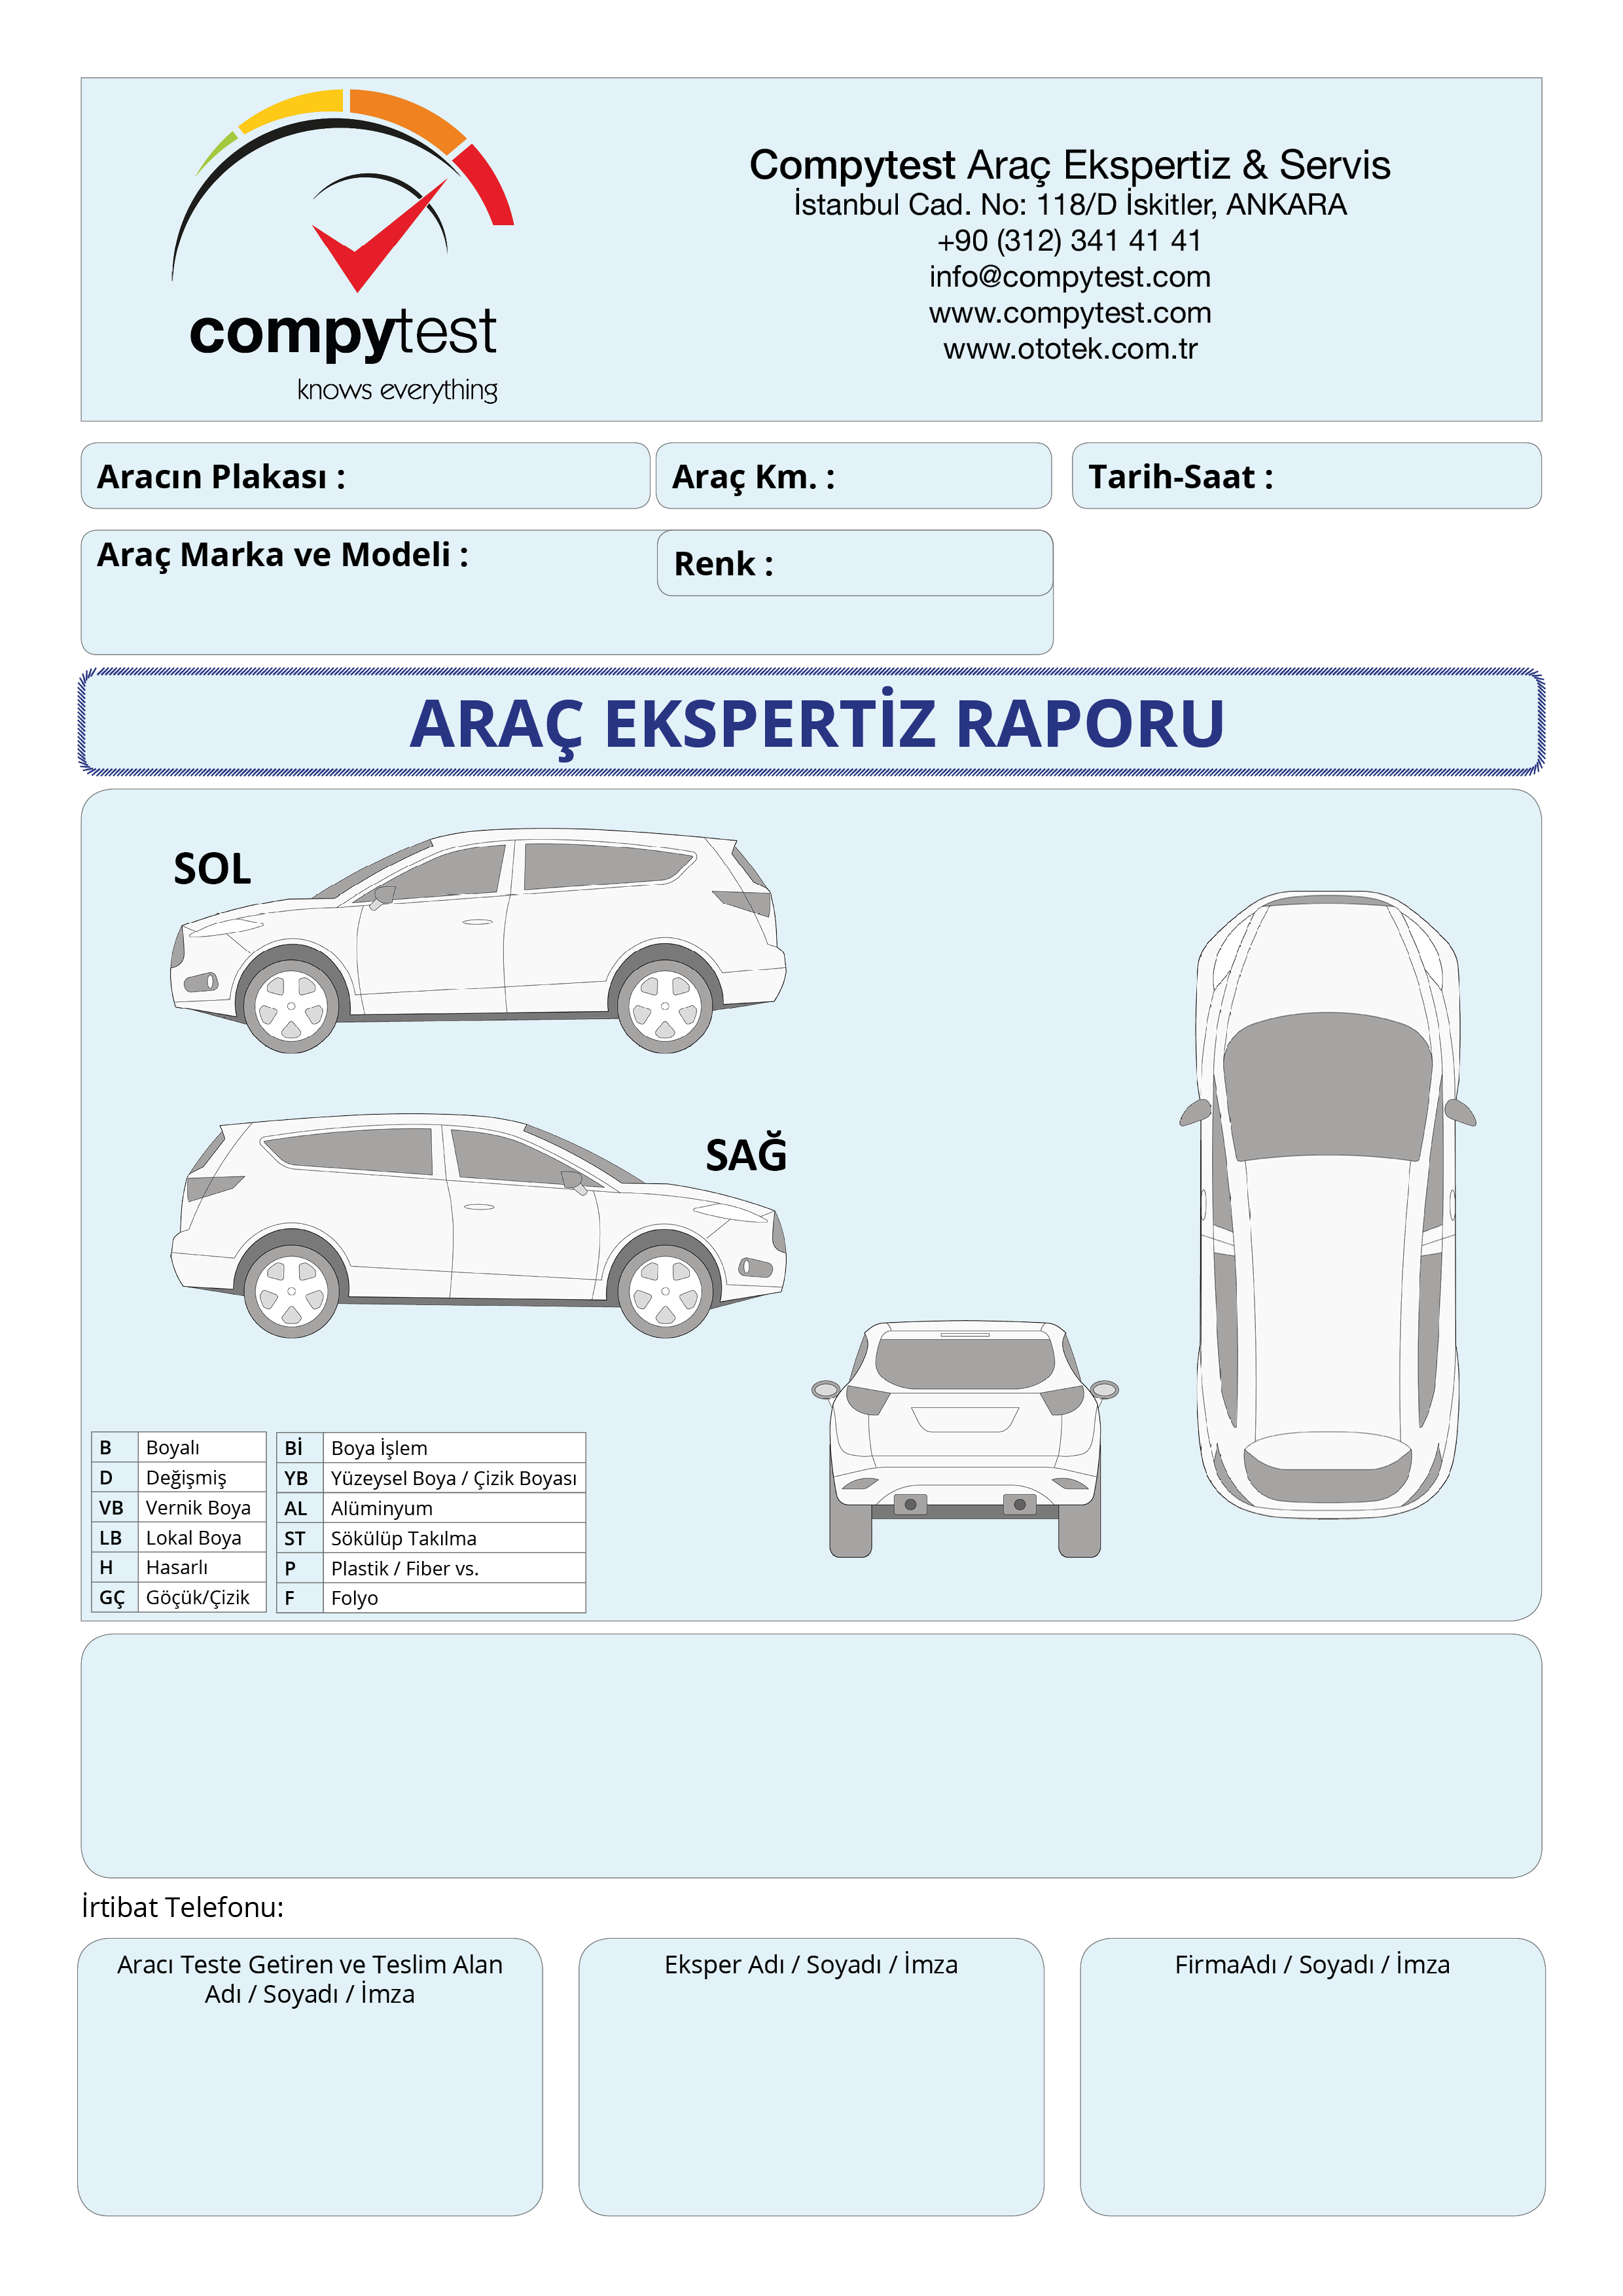 compytest
knows everything
Compytest Araç Ekspertiz & Servis
İstanbul Cad. No: 118/D İskitler, ANKARA
+90 (312) 341 41 41
info@compytest.com
www.compytest.com
www.ototek.com.tr
Aracın Plakası :
Araç Km. :
Tarih-Saat :
Araç Marka ve Modeli :
Renk :
ARAÇ EKSPERTİZ RAPORU
SOL
SAĞ
B Boyalı
D Değişmiş
VB Vernik Boya
LB Lokal Boya
H Hasarlı
GÇ Göçük/Çizik
Bİ Boya İşlem
YB Yüzeysel Boya / Çizik Boyası
AL Alüminyum
ST Sökülüp Takılma
P Plastik / Fiber vs.
F Folyo
İrtibat Telefonu:
Aracı Teste Getiren ve Teslim Alan
Adı / Soyadı / İmza
Eksper Adı / Soyadı / İmza
FirmaAdı / Soyadı / İmza